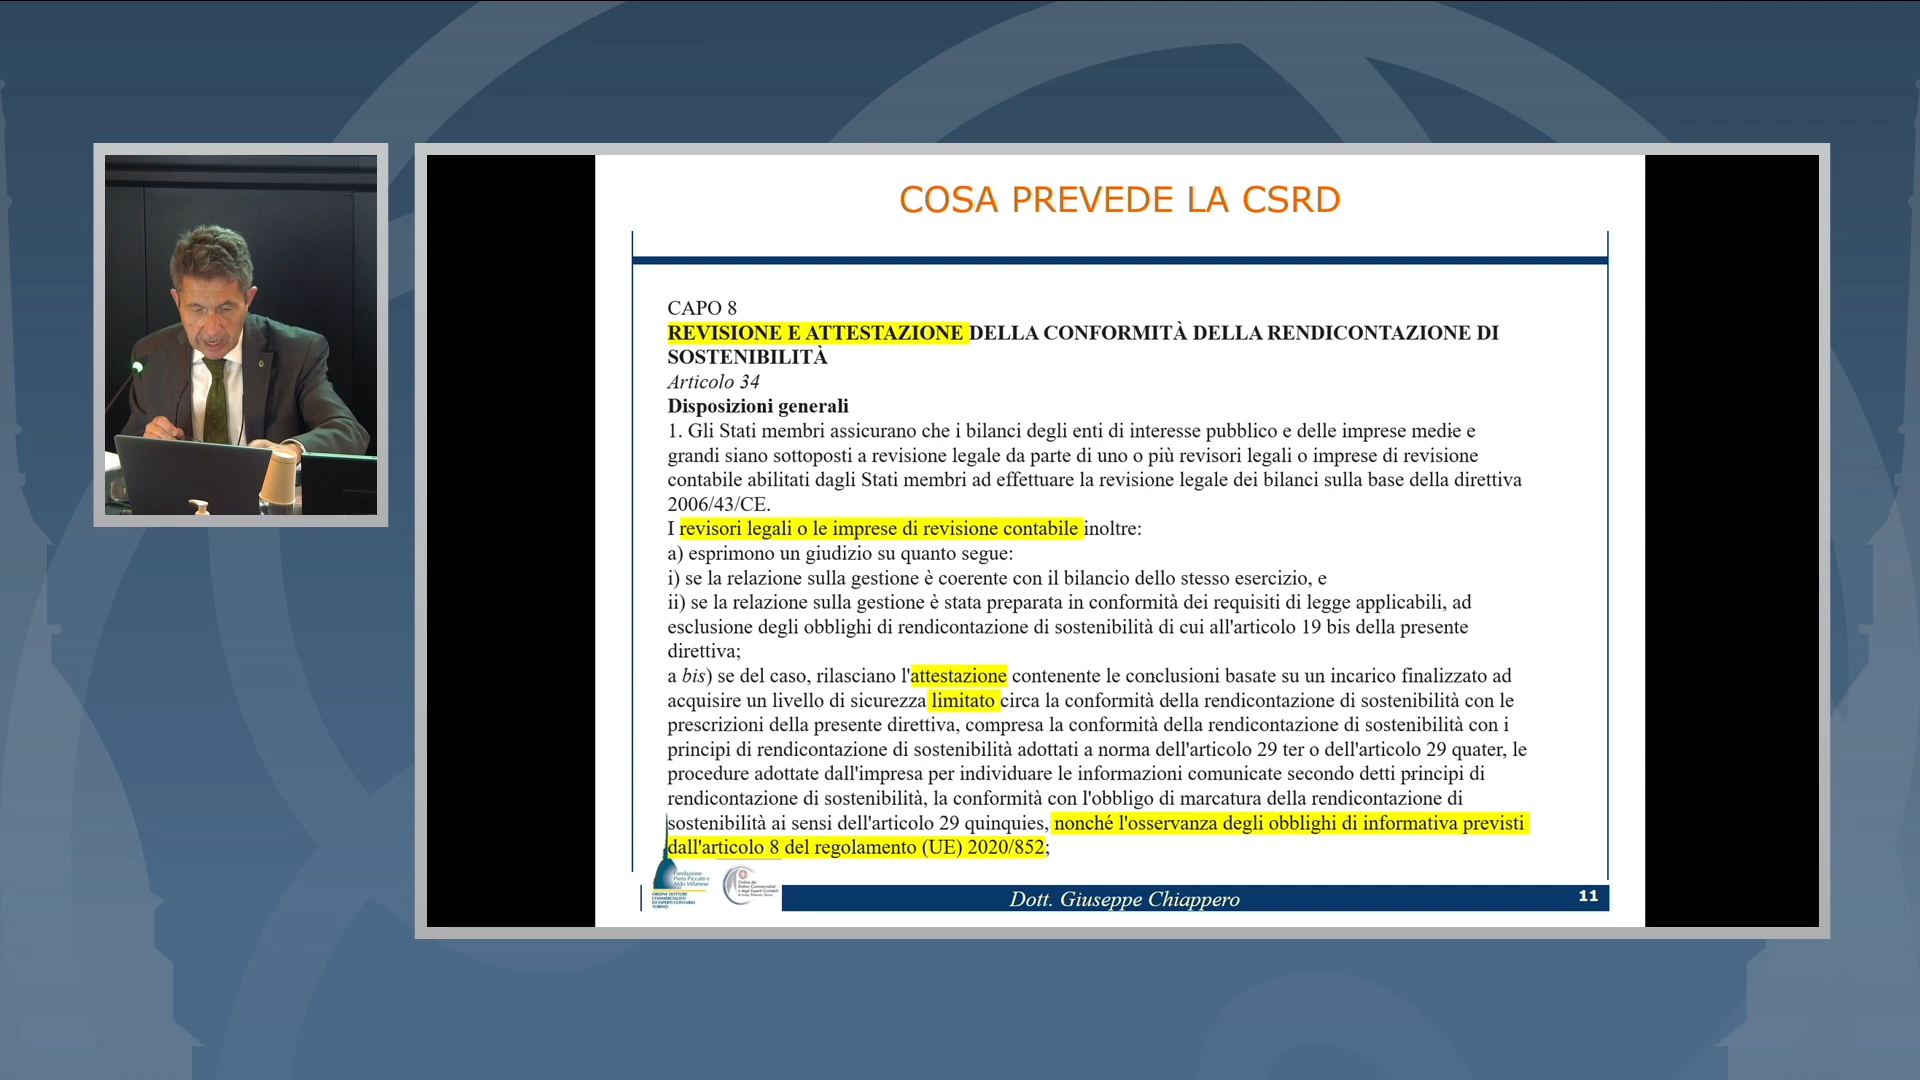 COSA PREVEDE LA CSRD
CAPO 8
REVISIONE E ATTESTAZIONE DELLA CONFORMITÀ DELLA RENDICONTAZIONE DI
SOSTENIBILITÀ
Articolo 34
Disposizioni generali
1. Gli Stati membri assicurano che i bilanci degli enti di interesse pubblico e delle imprese medie e
grandi siano sottoposti a revisione legale da parte di uno o più revisori legali o imprese di revisione
contabile abilitati dagli Stati membri ad effettuare la revisione legale dei bilanci sulla base della direttiva
2006/43/CE.
I revisori legali o le imprese di revisione contabile inoltre:
a) esprimono un giudizio su quanto segue:
i) se la relazione sulla gestione è coerente con il bilancio dello stesso esercizio, e
ii) se la relazione sulla gestione è stata preparata in conformità dei requisiti di legge applicabili, ad
esclusione degli obblighi di rendicontazione di sostenibilità di cui all'articolo 19 bis della presente
direttiva;
a bis) se del caso, rilasciano l'attestazione contenente le conclusioni basate su un incarico finalizzato ad
acquisire un livello di sicurezza limitato circa la conformità della rendicontazione di sostenibilità con le
prescrizioni della presente direttiva, compresa la conformità della rendicontazione di sostenibilità con i
principi di rendicontazione di sostenibilità adottati a norma dell'articolo 29 ter o dell'articolo 29 quater, le
procedure adottate dall'impresa per individuare le informazioni comunicate secondo detti principi di
rendicontazione di sostenibilità, la conformità con l'obbligo di marcatura della rendicontazione di
sostenibilità ai sensi dell'articolo 29 quinquies, nonché l'osservanza degli obblighi di informativa previsti
dall'articolo 8 del regolamento (UE) 2020/852;
Fondazione
Piero Piccatti e
Aldo Milanese
ORDINE DOTTORI
COMMERCIALISTI
ED ESPERTI CONTABILI
TORINO
Dott. Giuseppe Chiappero
11